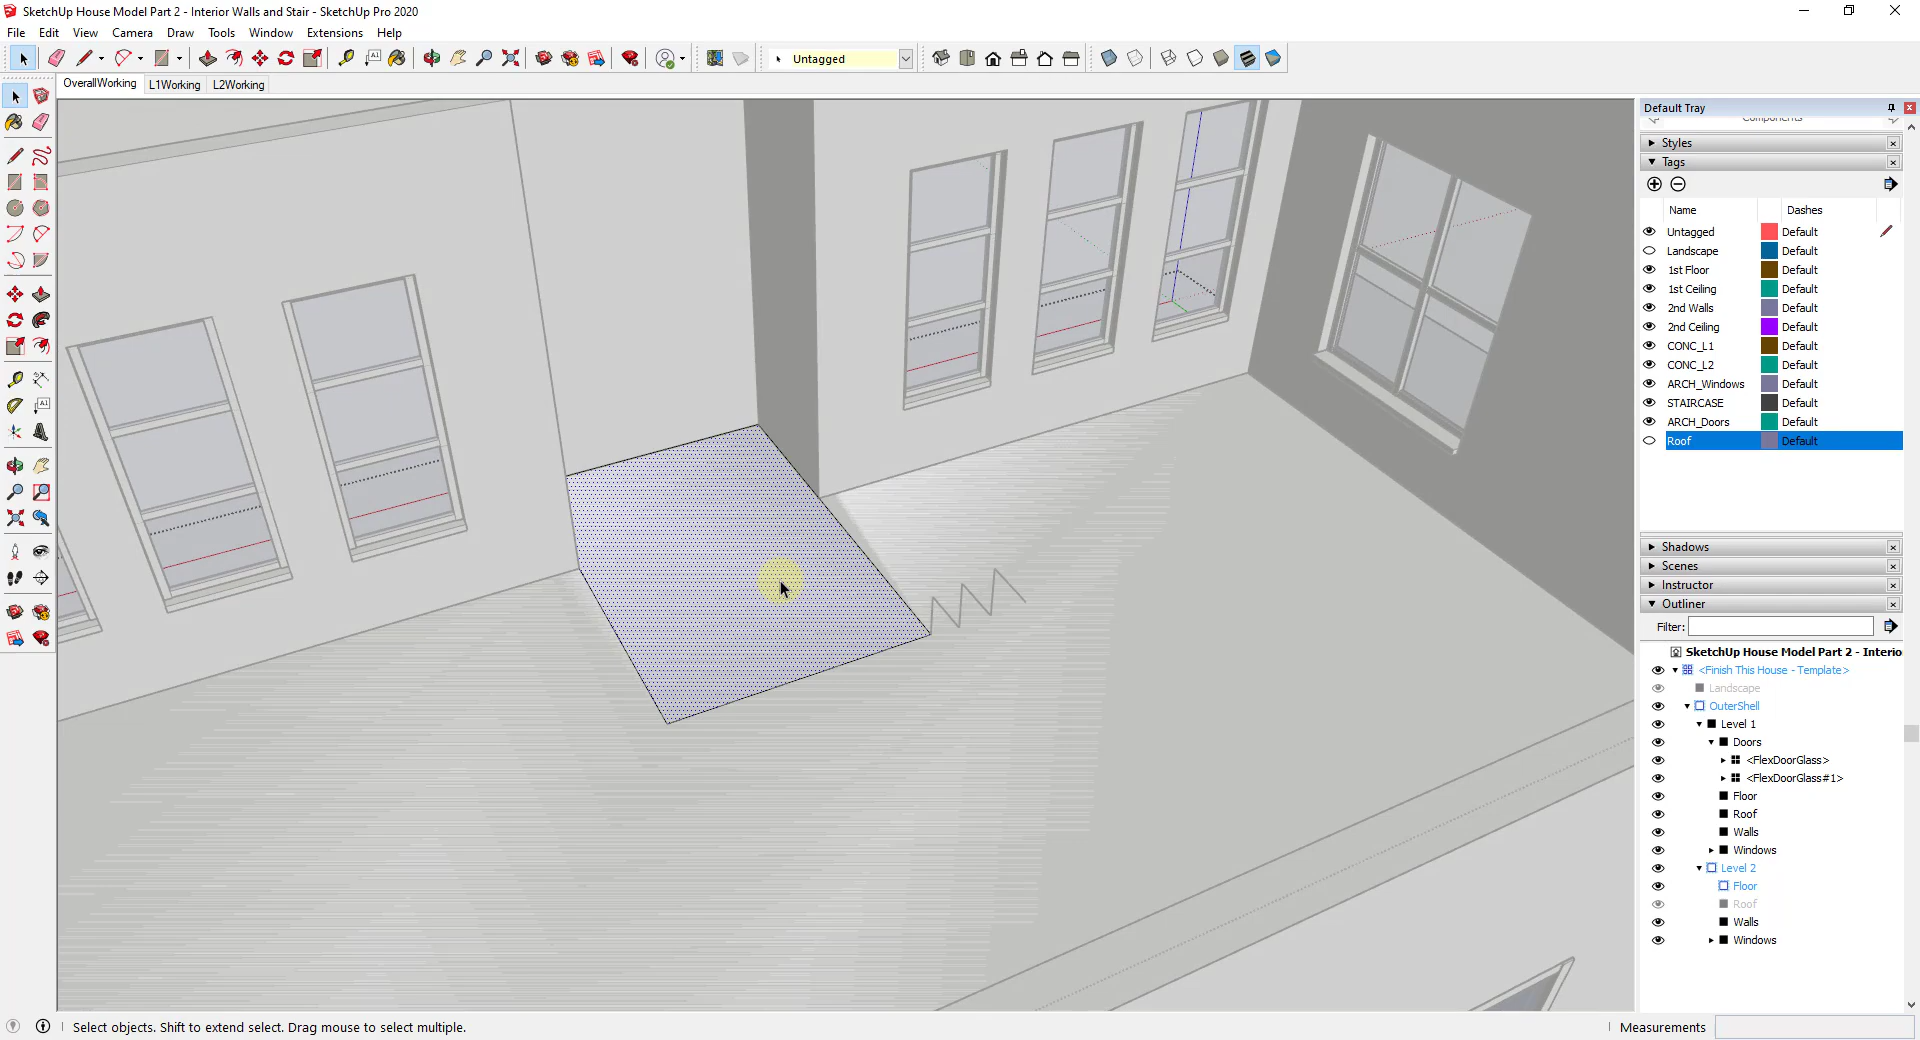 SketchUp House Model Part 2 - Interior Walls and Stair - SketchUp Pro 2020
File Edit View Camera Draw Tools Window Extensions Help
Untagged
OverallWorking L1Working L2Working
Default Tray
Components
Styles
Tags
Name Dashes
Untagged Default
Landscape Default
1st Floor Default
1st Ceiling Default
2nd Walls Default
2nd Ceiling Default
CONC_L1 Default
CONC_L2 Default
ARCH_Windows Default
STAIRCASE Default
ARCH_Doors Default
Roof Default
Shadows
Scenes
Instructor
Outliner
Filter:
SketchUp House Model Part 2 - Interio
<Finish This House - Template>
Landscape
OuterShell
Level 1
Doors
<FlexDoorGlass>
<FlexDoorGlass#1>
Floor
Roof
Walls
Windows
Level 2
Floor
Roof
Walls
Windows
Select objects. Shift to extend select. Drag mouse to select multiple.
Measurements